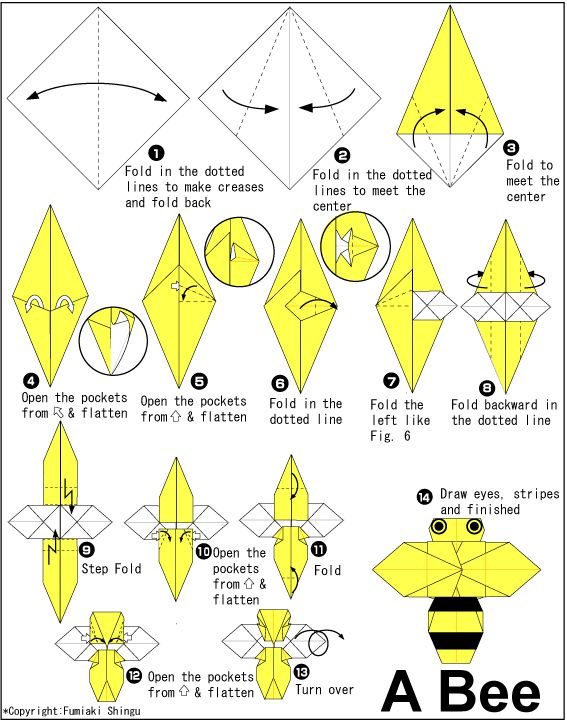 1
Fold in the dotted
lines to make creases
and fold back
2
Fold in the dotted
lines to meet the
center
3
Fold to
meet the
center
4
Open the pockets
from & flatten
5
Open the pockets
from ⇧ & flatten
6
Fold in the
dotted line
7
Fold the
left like
Fig. 6
8
Fold backward in
the dotted line
9
Step Fold
10
Open the
pockets
from ⇧ &
flatten
11
Fold
12
Open the pockets
from ⇧ & flatten
13
Turn over
14
Draw eyes, stripes
and finished
A Bee
*Copyright:Fumiaki Shingu